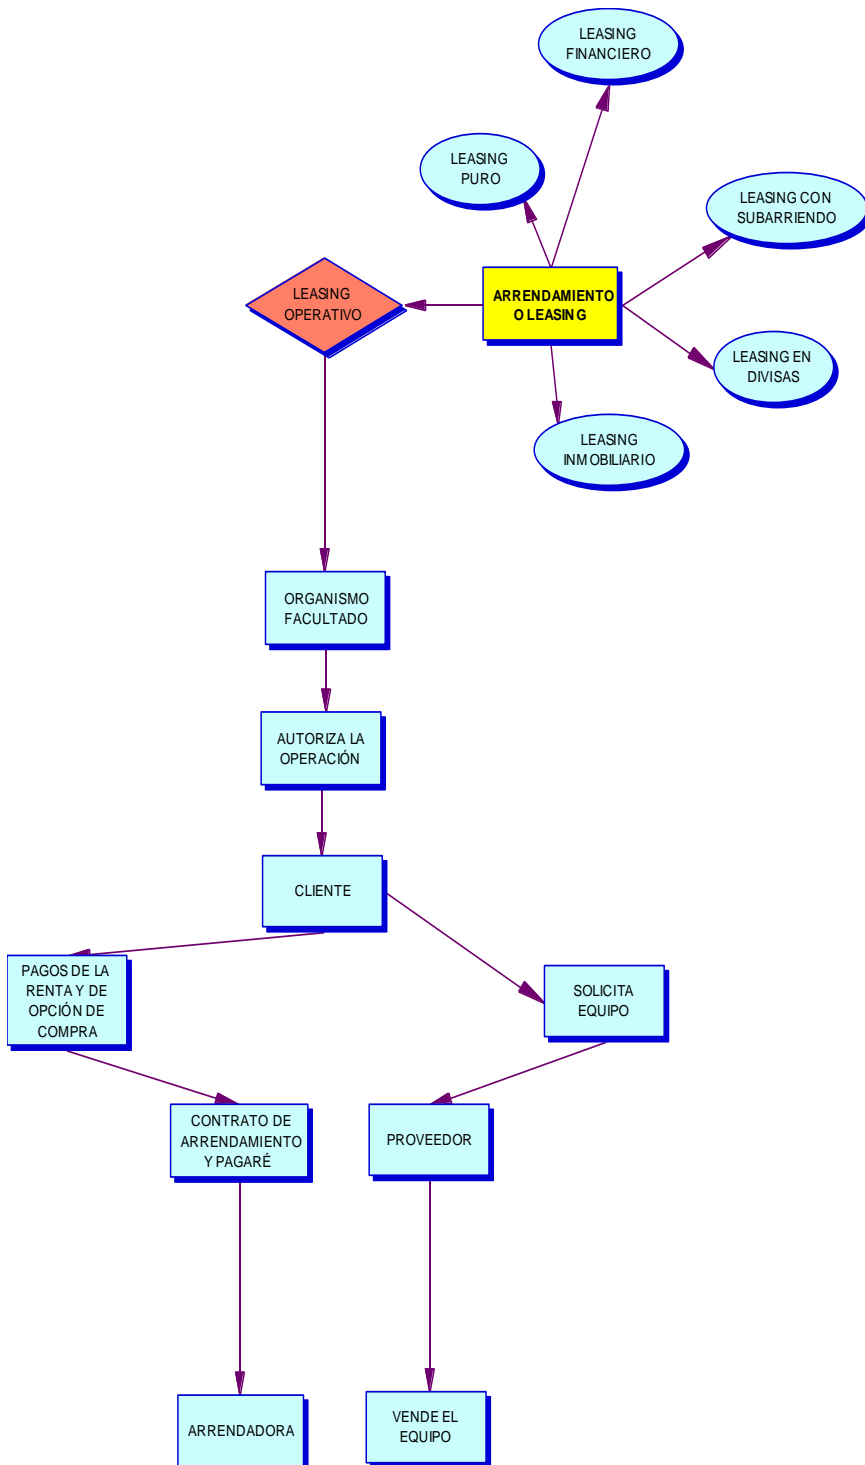 LEASING
FINANCIERO
LEASING
PURO
LEASING CON
SUBARRIENDO
LEASING
OPERATIVO
ARRENDAMIENTO
O LEASING
LEASING EN
DIVISAS
LEASING
INMOBILIARIO
ORGANISMO
FACULTADO
AUTORIZA LA
OPERACIÓN
CLIENTE
PAGOS DE LA
RENTA Y DE
OPCIÓN DE
COMPRA
SOLICITA
EQUIPO
CONTRATO DE
ARRENDAMIENTO
Y PAGARÉ
PROVEEDOR
ARRENDADORA
VENDE EL
EQUIPO